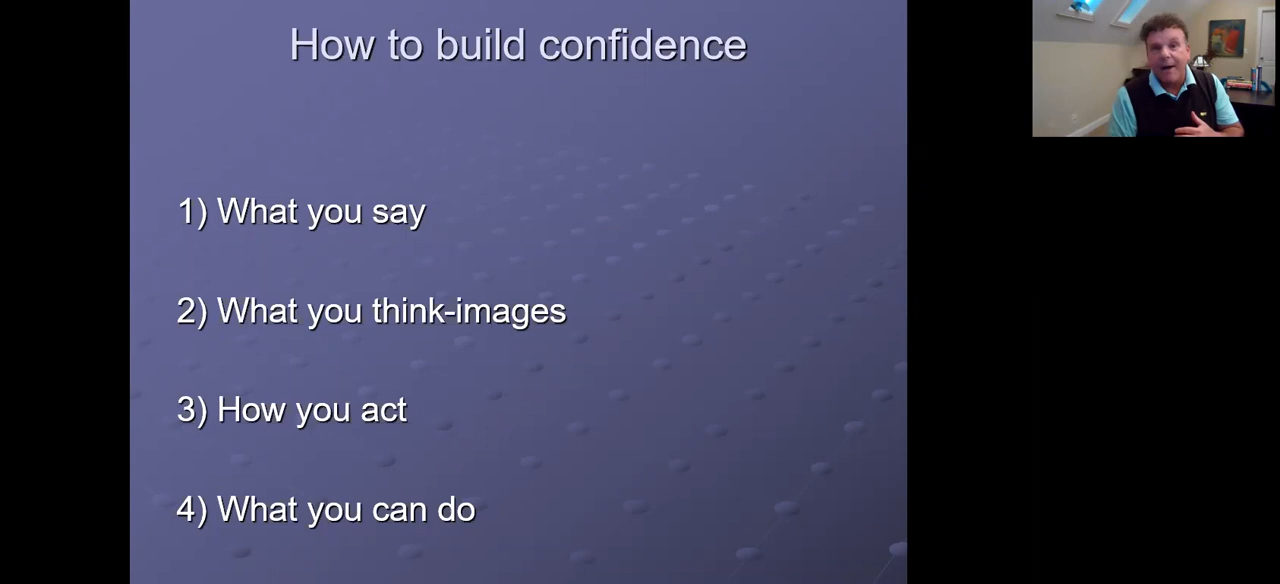 How to build confidence
1) What you say
2) What you think-images
3) How you act
4) What you can do